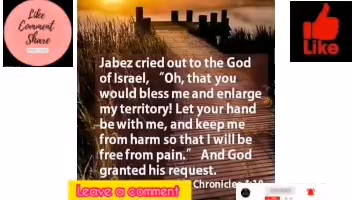 Like
Comment
Share
Like
Jabez cried out to the God
of Israel, “Oh, that you
would bless me and enlarge
my territory! Let your hand
be with me, and keep me
from harm so that I will be
free from pain.” And God
granted his request.
Chronicles
Leave a comment